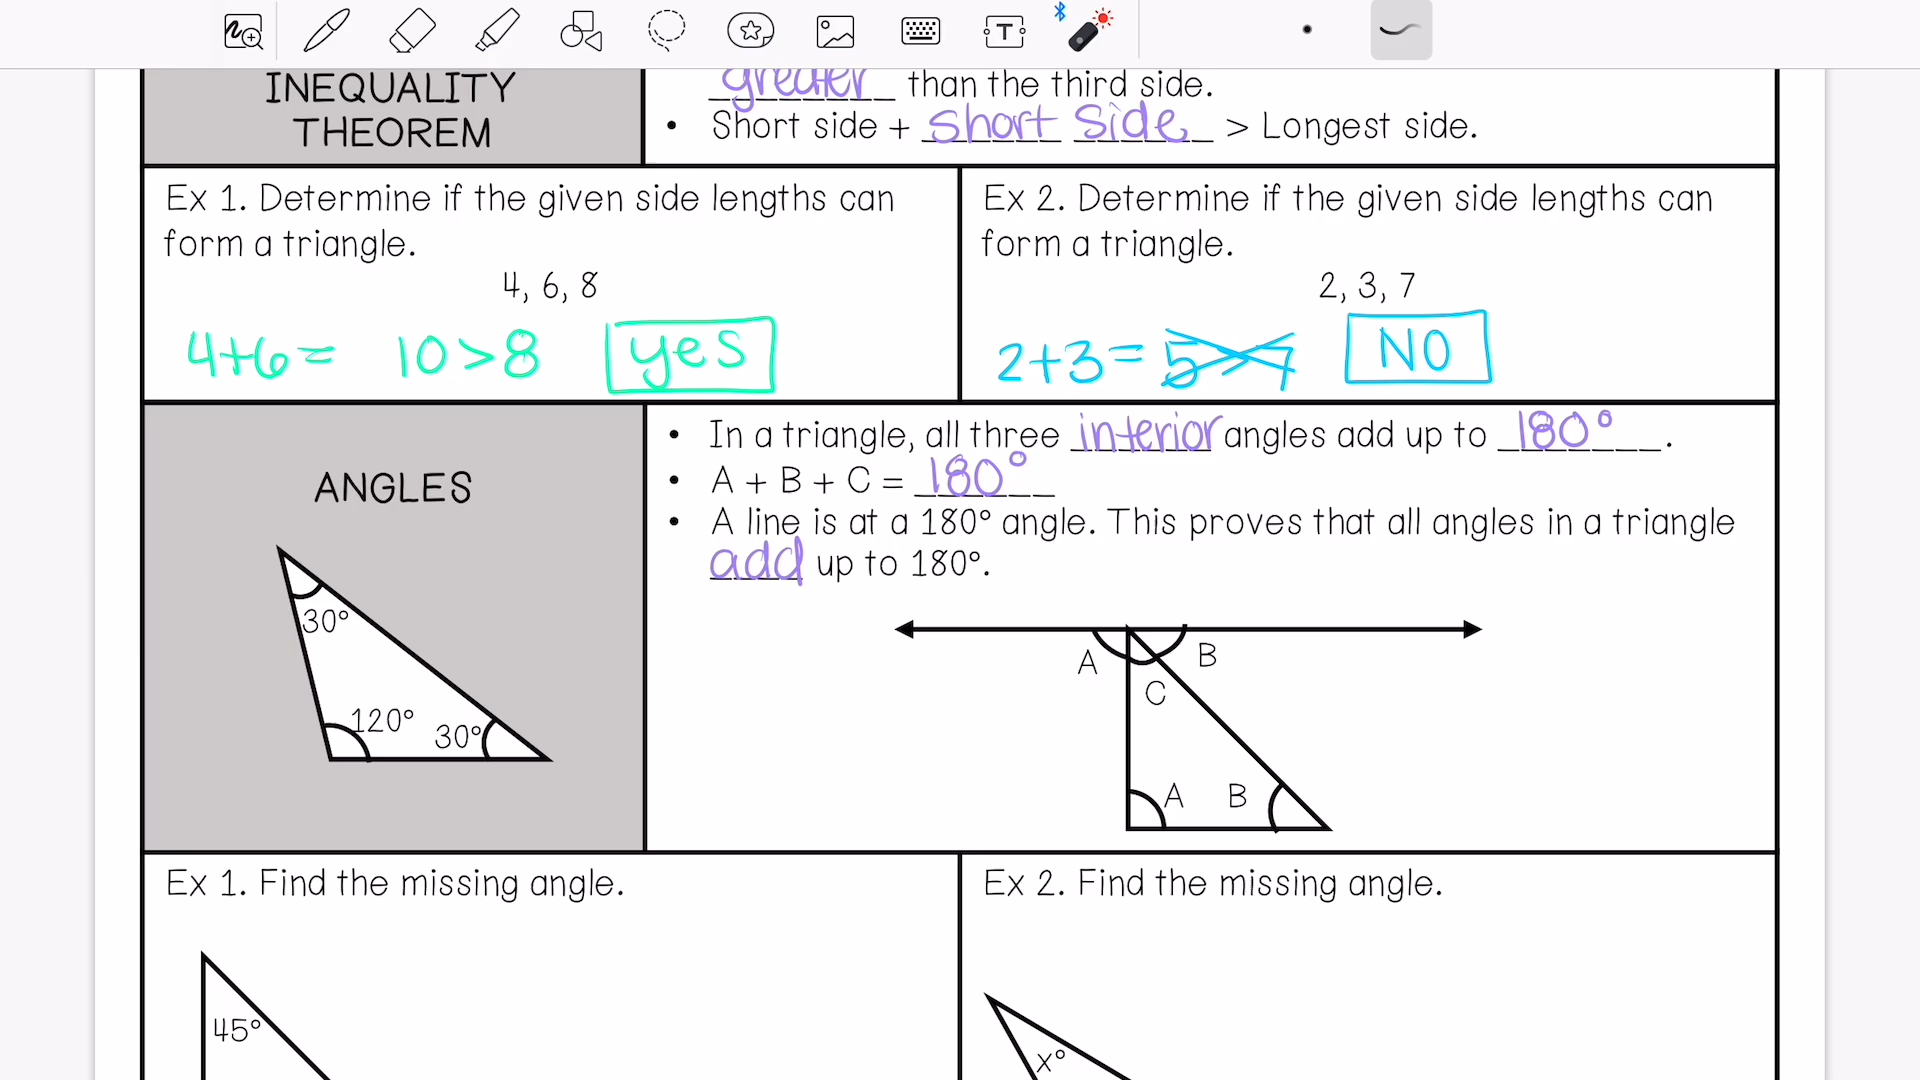 INEQUALITY
THEOREM
greater than the third side.
• Short side + short side > Longest side.
Ex 1. Determine if the given side lengths can
form a triangle.
4, 6, 8
4+6= 10>8 yes
Ex 2. Determine if the given side lengths can
form a triangle.
2, 3, 7
2+3= 5>7 NO
ANGLES
30°
120° 30°
• In a triangle, all three interior angles add up to 180°.
• A + B + C = 180°
• A line is at a 180° angle. This proves that all angles in a triangle
add up to 180°.
A B
C
A B
Ex 1. Find the missing angle.
45°
Ex 2. Find the missing angle.
x°